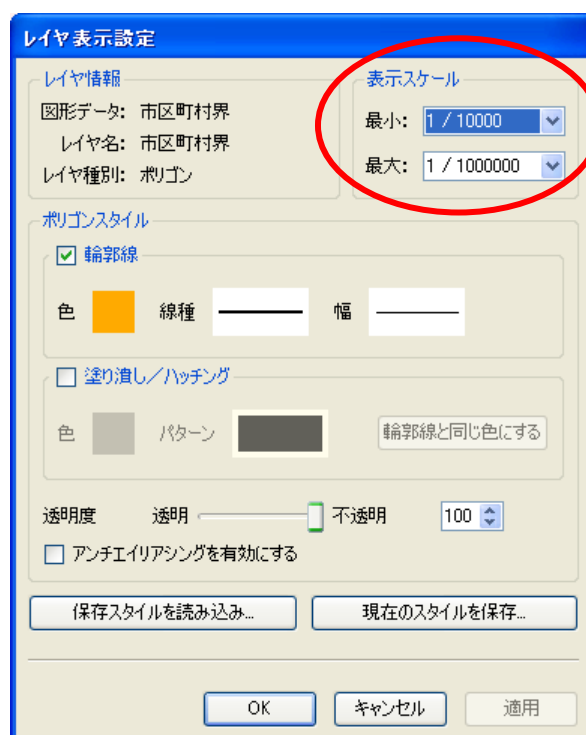 レイヤ表示設定
レイヤ情報
図形データ: 市区町村界
レイヤ名: 市区町村界
レイヤ種別: ポリゴン
表示スケール
最小: 1 / 10000
最大: 1 / 1000000
ポリゴンスタイル
輪郭線
色 線種 幅
塗り潰し／ハッチング
色 パターン 輪郭線と同じ色にする
透明度 透明 不透明 100
アンチエイリアシングを有効にする
保存スタイルを読み込み... 現在のスタイルを保存...
OK キャンセル 適用